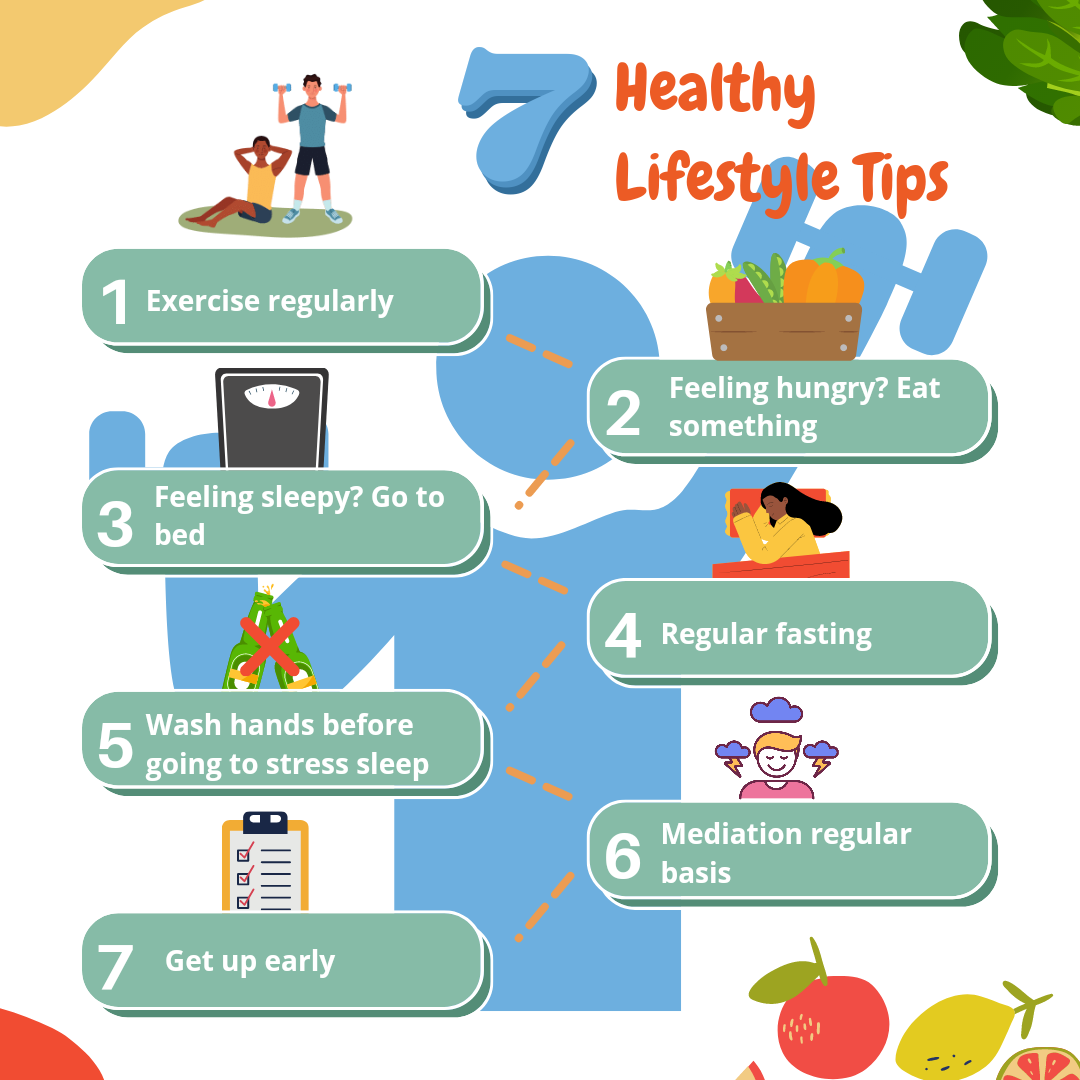 7 Healthy
Lifestyle Tips
1 Exercise regularly
2 Feeling hungry? Eat
something
3 Feeling sleepy? Go to
bed
4 Regular fasting
5 Wash hands before
going to stress sleep
6 Mediation regular
basis
7 Get up early